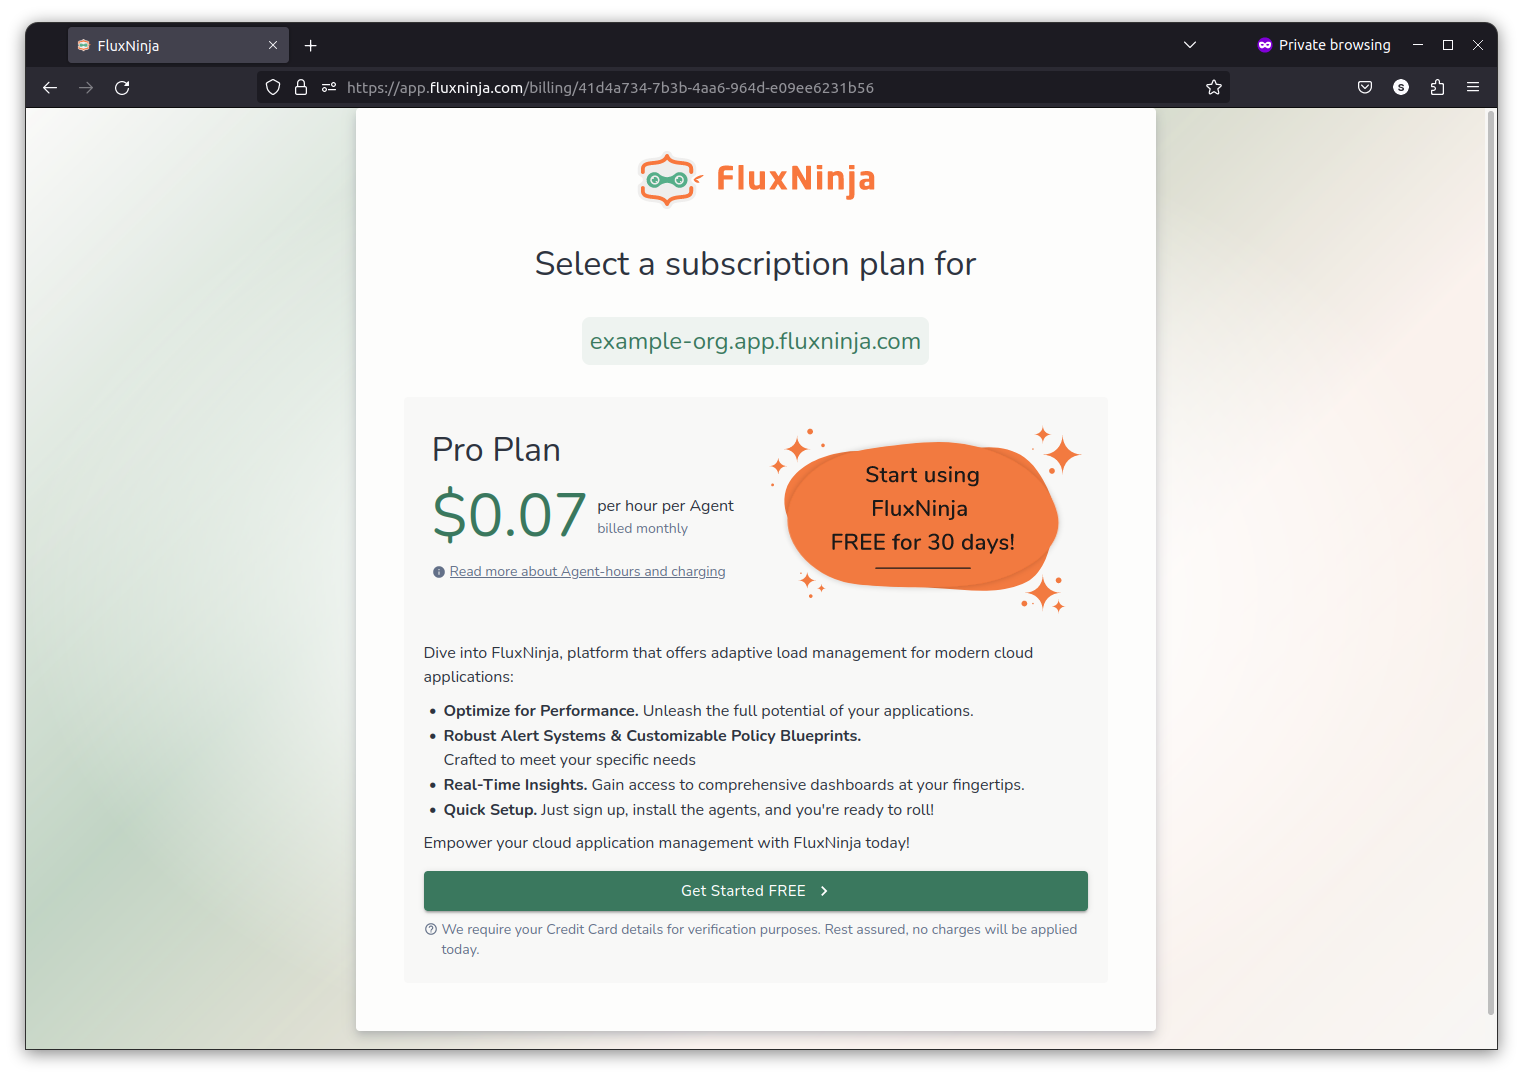 FluxNinja
Private browsing
https://app.fluxninja.com/billing/41d4a734-7b3b-4aa6-964d-e09ee6231b56
S
FluxNinja
Select a subscription plan for
example-org.app.fluxninja.com
Pro Plan
$0.07 per hour per Agent
billed monthly
Read more about Agent-hours and charging
Start using
FluxNinja
FREE for 30 days!
Dive into FluxNinja, platform that offers adaptive load management for modern cloud
applications:
• Optimize for Performance. Unleash the full potential of your applications.
• Robust Alert Systems & Customizable Policy Blueprints.
Crafted to meet your specific needs
• Real-Time Insights. Gain access to comprehensive dashboards at your fingertips.
• Quick Setup. Just sign up, install the agents, and you're ready to roll!
Empower your cloud application management with FluxNinja today!
Get Started FREE
We require your Credit Card details for verification purposes. Rest assured, no charges will be applied
today.